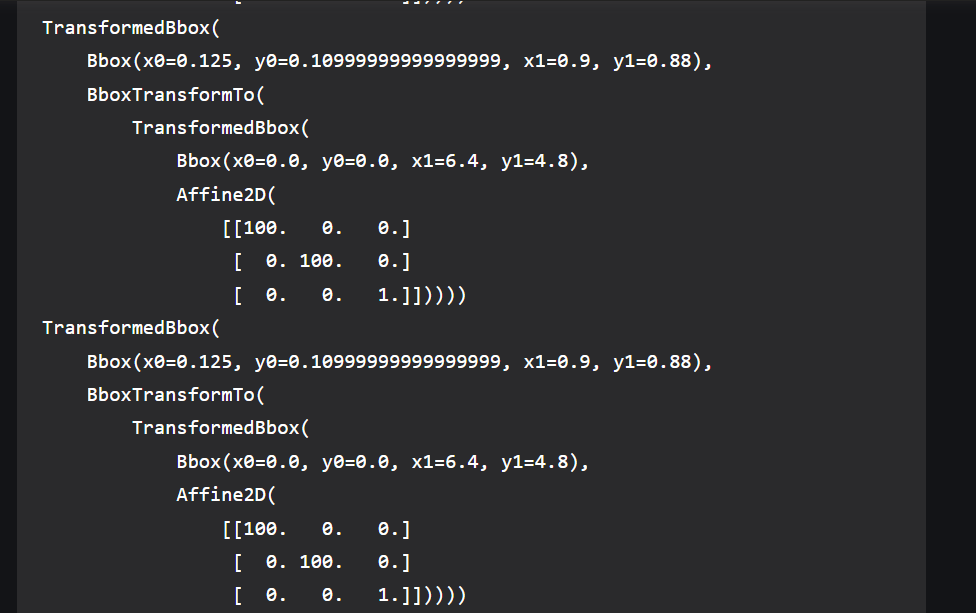 TransformedBbox(
    Bbox(x0=0.125, y0=0.10999999999999999, x1=0.9, y1=0.88),
    BboxTransformTo(
        TransformedBbox(
            Bbox(x0=0.0, y0=0.0, x1=6.4, y1=4.8),
            Affine2D(
                [[100.   0.   0.]
                 [  0. 100.   0.]
                 [  0.   0.   1.]]))))
TransformedBbox(
    Bbox(x0=0.125, y0=0.10999999999999999, x1=0.9, y1=0.88),
    BboxTransformTo(
        TransformedBbox(
            Bbox(x0=0.0, y0=0.0, x1=6.4, y1=4.8),
            Affine2D(
                [[100.   0.   0.]
                 [  0. 100.   0.]
                 [  0.   0.   1.]]))))